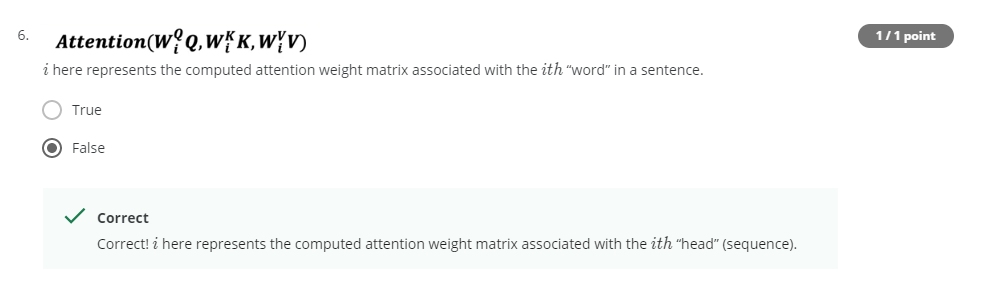 6.
Attention(W_i^Q Q, W_i^K K, W_i^V V)
1 / 1 point
i here represents the computed attention weight matrix associated with the ith “word” in a sentence.
True
False
Correct
Correct! i here represents the computed attention weight matrix associated with the ith “head” (sequence).